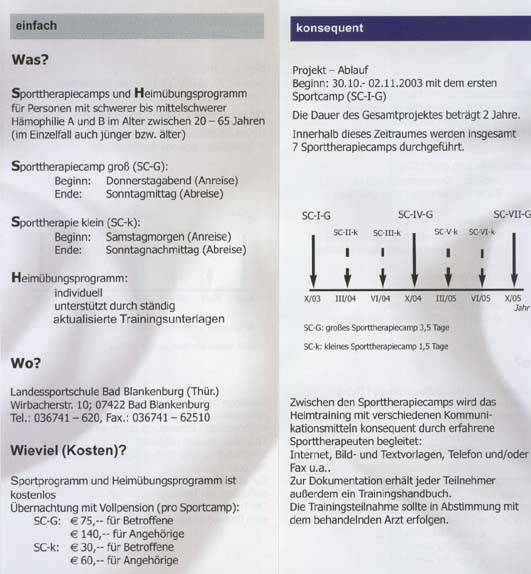 einfach
Was?
Sporttherapiecamps und Heimübungsprogramm
für Personen mit schwerer bis mittelschwerer
Hämophilie A und B im Alter zwischen 20 – 65 Jahren
(im Einzelfall auch jünger bzw. älter)
Sporttherapiecamp groß (SC-G):
Beginn: Donnerstagabend (Anreise)
Ende: Sonntagmittag (Abreise)
Sporttherapie klein (SC-k):
Beginn: Samstagmorgen (Anreise)
Ende: Sonntagnachmittag (Abreise)
Heimübungsprogramm:
individuell
unterstützt durch ständig
aktualisierte Trainingsunterlagen
Wo?
Landessportschule Bad Blankenburg (Thür.)
Wirbacherstr. 10; 07422 Bad Blankenburg
Tel.: 036741 – 620, Fax.: 036741 – 62510
Wieviel (Kosten)?
Sportprogramm und Heimübungsprogramm ist
kostenlos
Übernachtung mit Vollpension (pro Sportcamp):
SC-G: € 75,-- für Betroffene
€ 140,-- für Angehörige
SC-k: € 30,-- für Betroffene
€ 60,-- für Angehörige
konsequent
Projekt – Ablauf
Beginn: 30.10.- 02.11.2003 mit dem ersten
Sportcamp (SC-I-G)
Die Dauer des Gesamtprojektes beträgt 2 Jahre.
Innerhalb dieses Zeitraumes werden insgesamt
7 Sporttherapiecamps durchgeführt.
SC-I-G SC-IV-G SC-VII-G
SC-II-k SC-III-k SC-V-k SC-VI-k
X/03 III/04 VI/04 X/04 III/05 VI/05 X/05
Jahr
SC-G: großes Sporttherapiecamp 3,5 Tage
SC-k: kleines Sporttherapiecamp 1,5 Tage
Zwischen den Sporttherapiecamps wird das
Heimtraining mit verschiedenen Kommuni-
kationsmitteln konsequent durch erfahrene
Sporttherapeuten begleitet:
Internet, Bild- und Textvorlagen, Telefon und/oder
Fax u.a..
Zur Dokumentation erhält jeder Teilnehmer
außerdem ein Trainingshandbuch.
Die Trainingsteilnahme sollte in Abstimmung mit
dem behandelnden Arzt erfolgen.